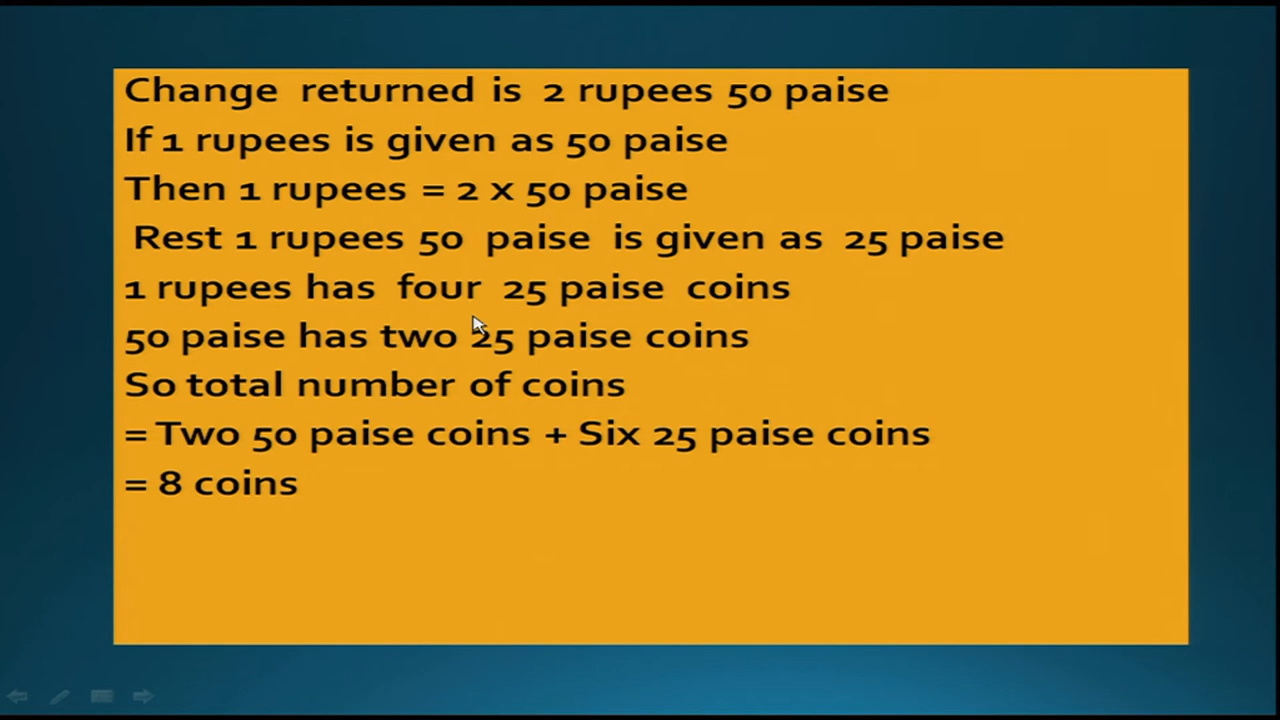 Change returned is 2 rupees 50 paise
If 1 rupees is given as 50 paise
Then 1 rupees = 2 x 50 paise
Rest 1 rupees 50 paise is given as 25 paise
1 rupees has four 25 paise coins
50 paise has two 25 paise coins
So total number of coins
= Two 50 paise coins + Six 25 paise coins
= 8 coins